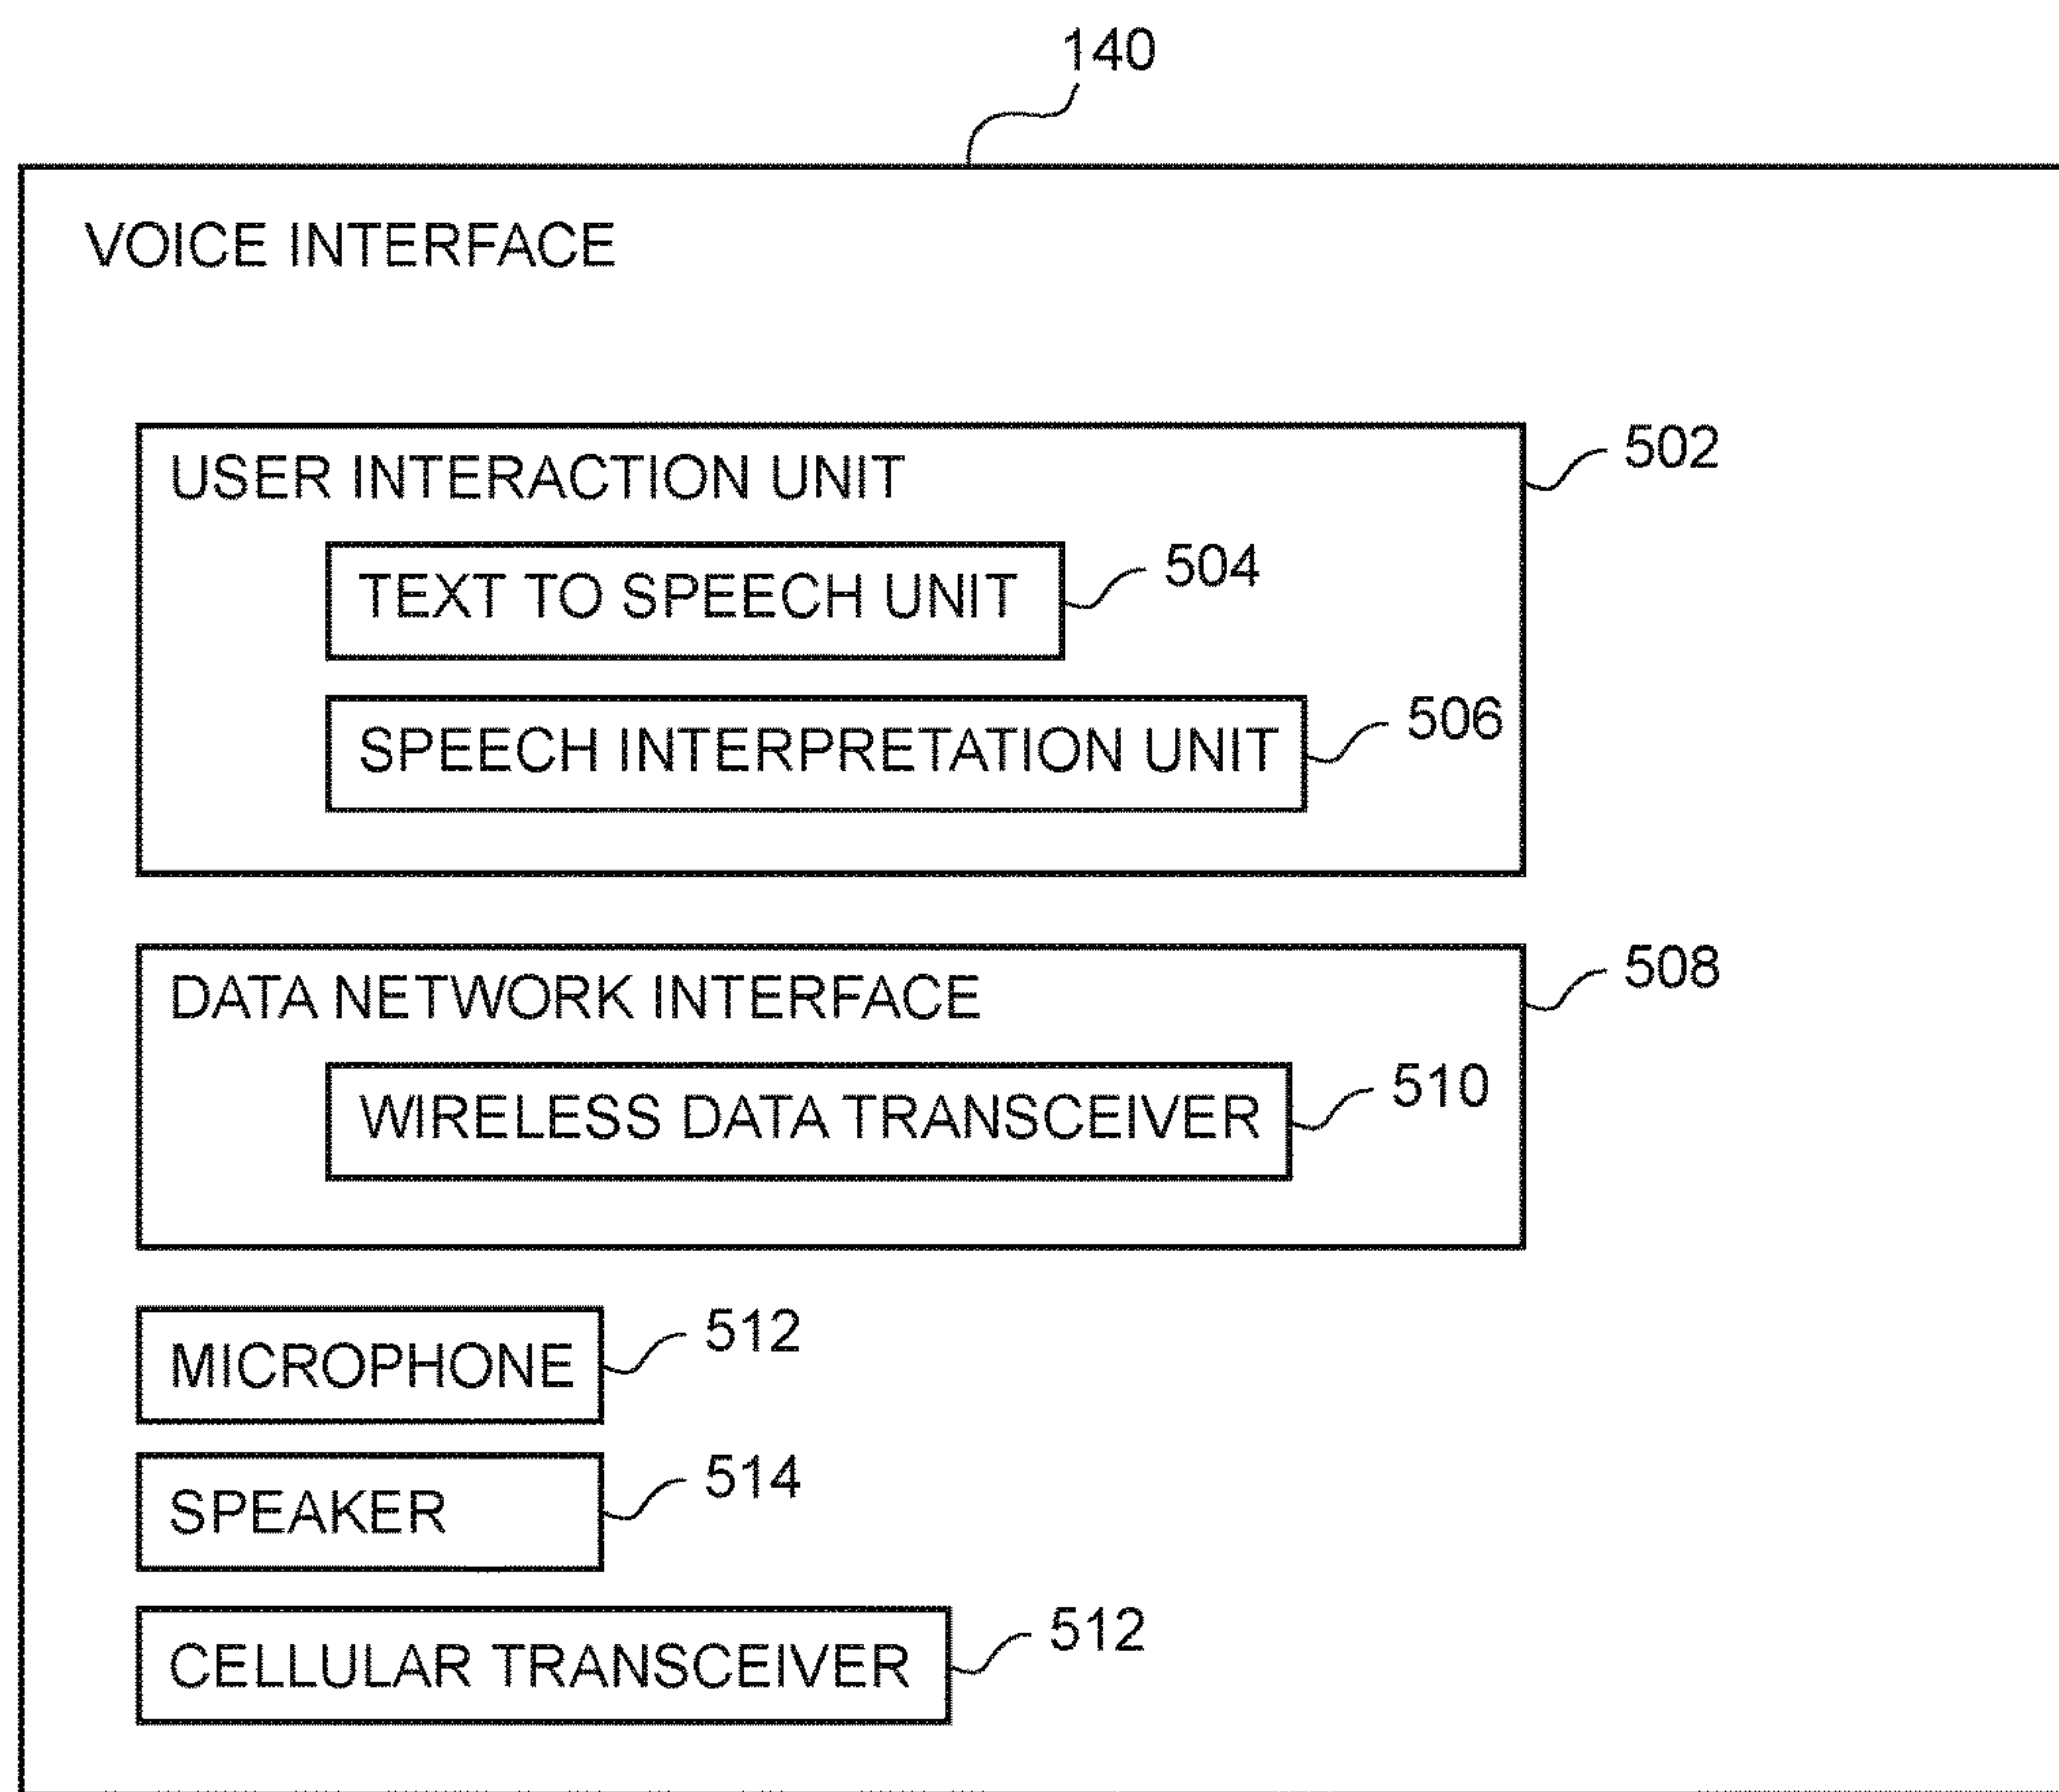 140
VOICE INTERFACE
USER INTERACTION UNIT
502
TEXT TO SPEECH UNIT
504
SPEECH INTERPRETATION UNIT
506
DATA NETWORK INTERFACE
508
WIRELESS DATA TRANSCEIVER
510
MICROPHONE
512
SPEAKER
514
CELLULAR TRANSCEIVER
512